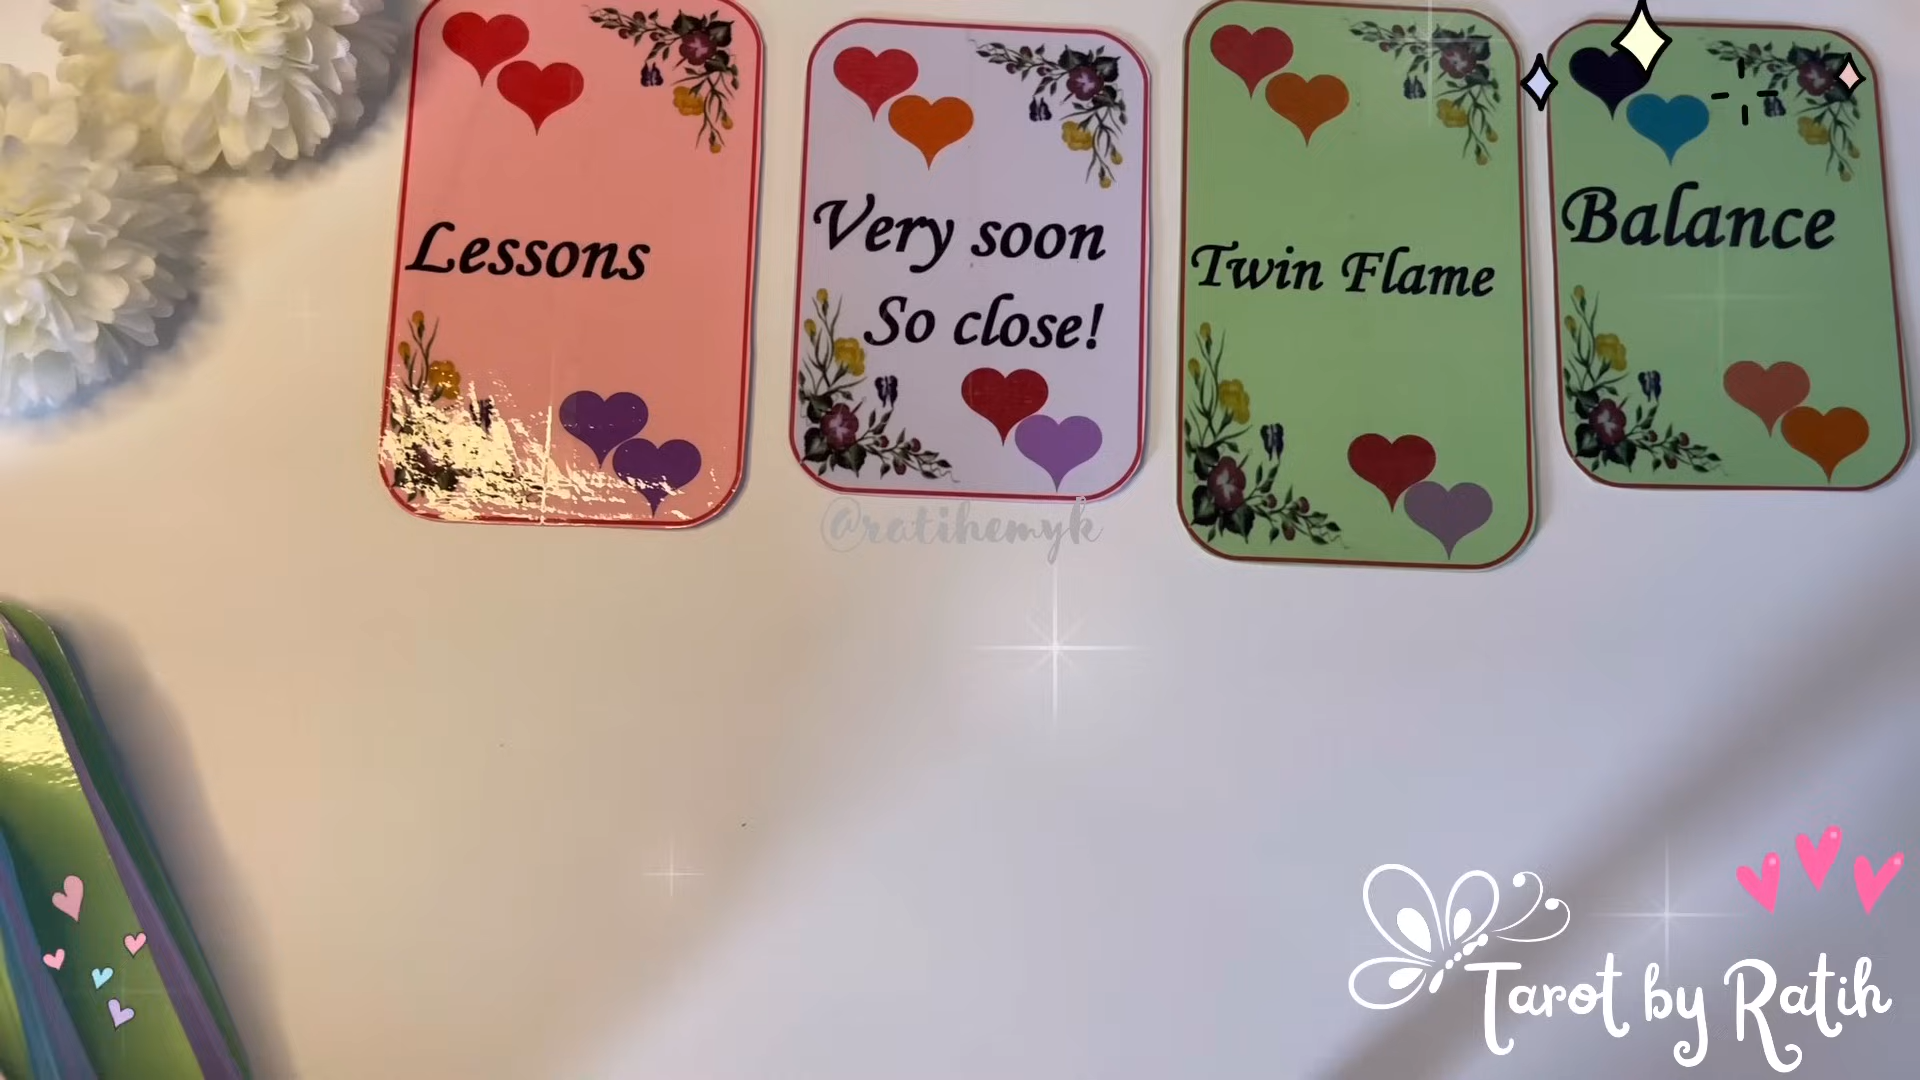 Lessons
Very soon
So close!
Twin Flame
Balance
@ratihemyk
Tarot by Ratih